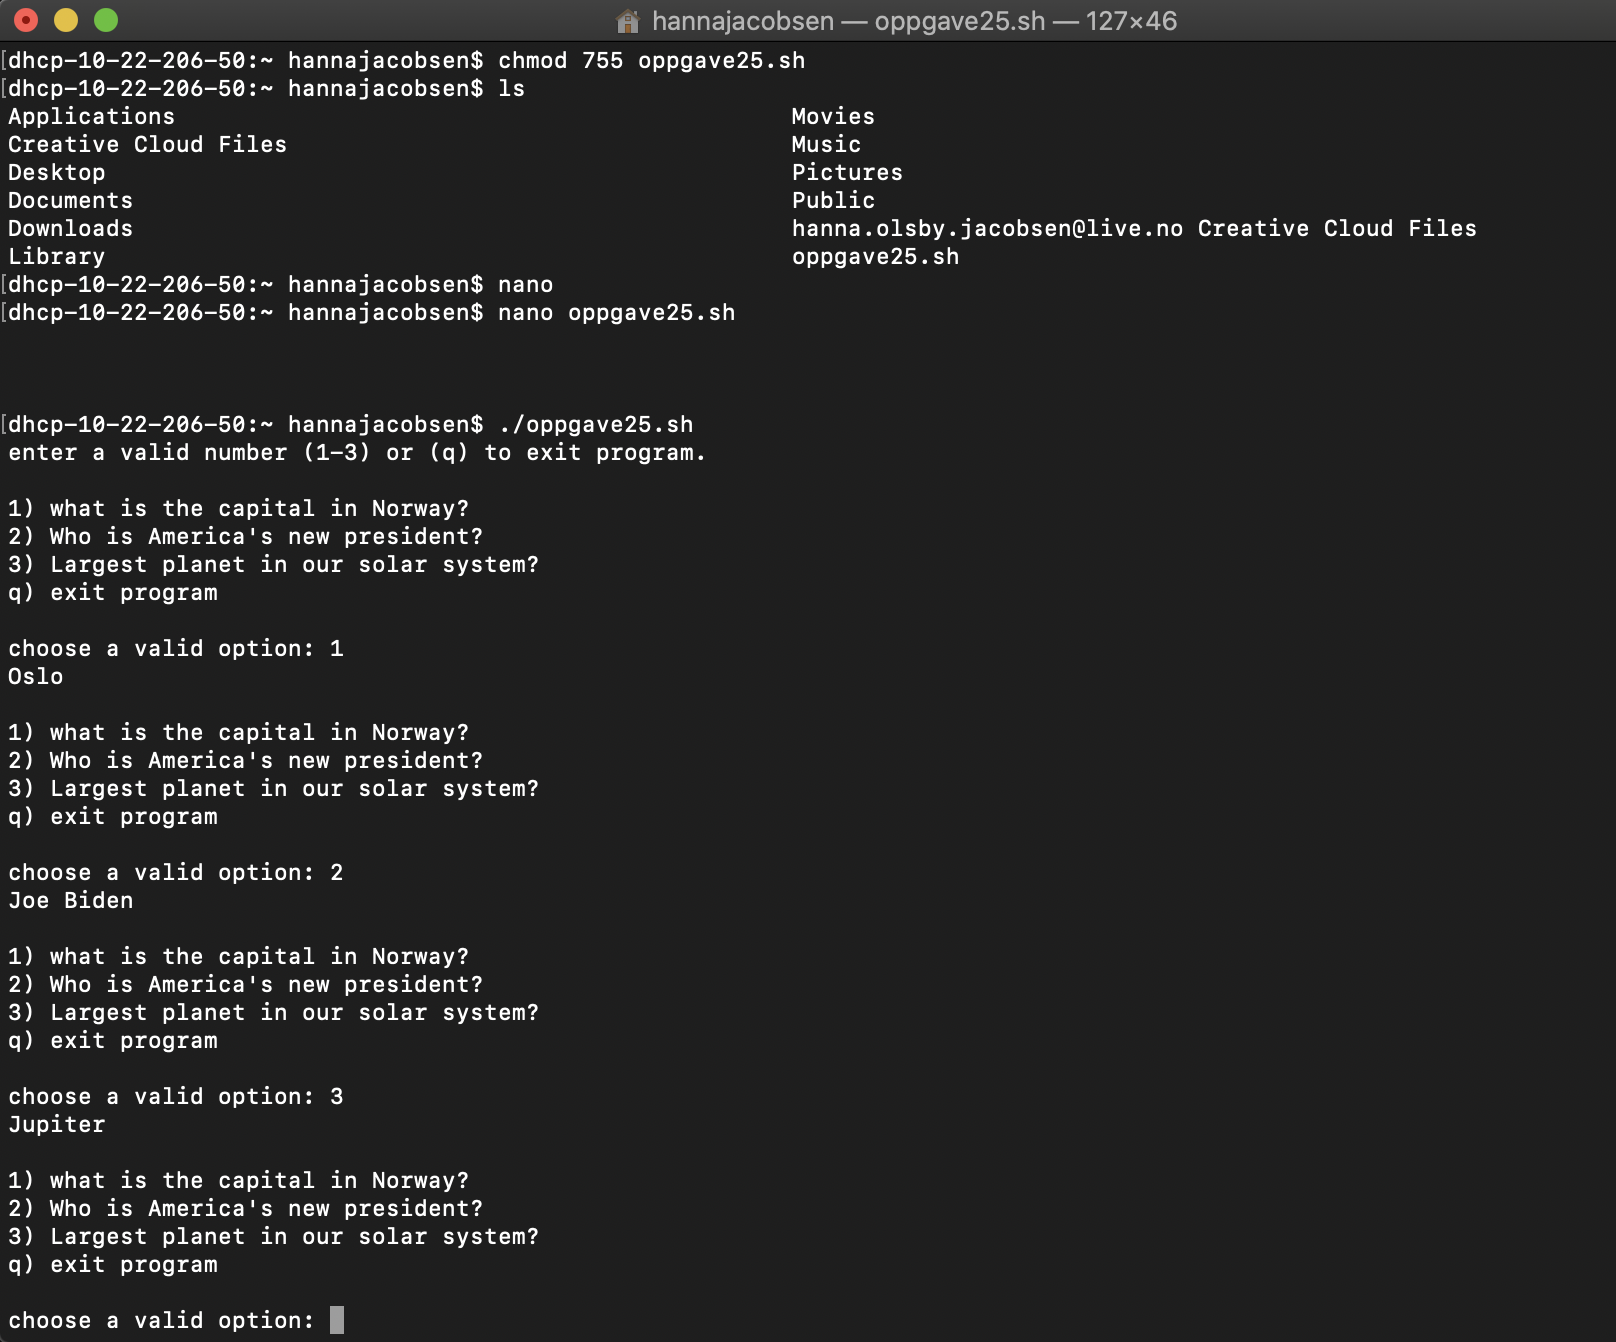 hannajacobsen — oppgave25.sh — 127×46
[dhcp-10-22-206-50:~ hannajacobsen$ chmod 755 oppgave25.sh
[dhcp-10-22-206-50:~ hannajacobsen$ ls
Applications Movies
Creative Cloud Files Music
Desktop Pictures
Documents Public
Downloads hanna.olsby.jacobsen@live.no Creative Cloud Files
Library oppgave25.sh
[dhcp-10-22-206-50:~ hannajacobsen$ nano
[dhcp-10-22-206-50:~ hannajacobsen$ nano oppgave25.sh
[dhcp-10-22-206-50:~ hannajacobsen$ ./oppgave25.sh
enter a valid number (1-3) or (q) to exit program.
1) what is the capital in Norway?
2) Who is America's new president?
3) Largest planet in our solar system?
q) exit program
choose a valid option: 1
Oslo
1) what is the capital in Norway?
2) Who is America's new president?
3) Largest planet in our solar system?
q) exit program
choose a valid option: 2
Joe Biden
1) what is the capital in Norway?
2) Who is America's new president?
3) Largest planet in our solar system?
q) exit program
choose a valid option: 3
Jupiter
1) what is the capital in Norway?
2) Who is America's new president?
3) Largest planet in our solar system?
q) exit program
choose a valid option: